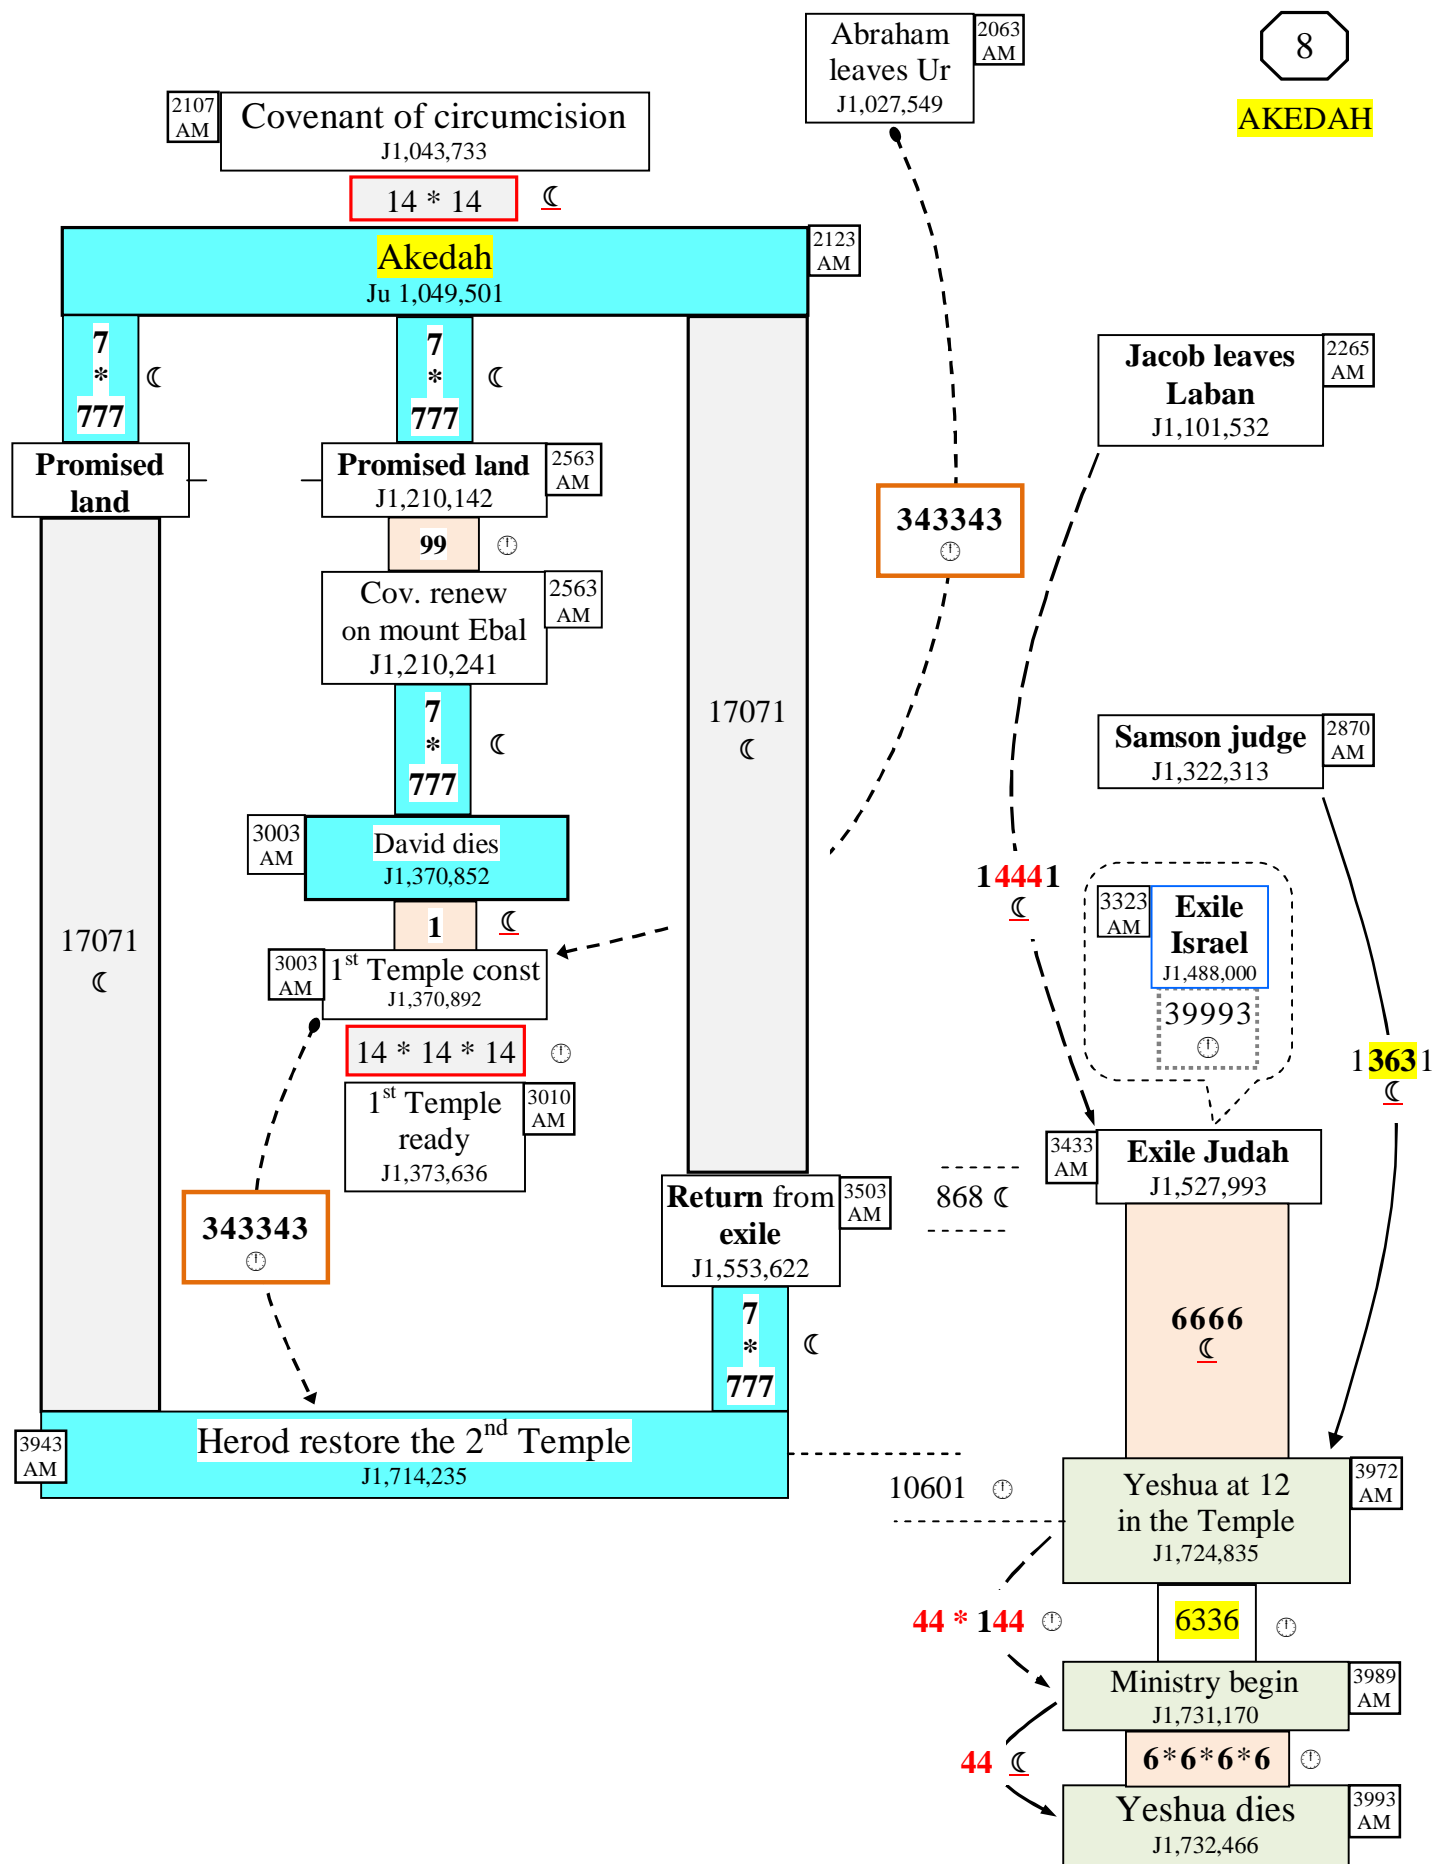 Abraham
leaves Ur
J1,027,549
2063
AM
8
AKEDAH
2107
AM
Covenant of circumcision
J1,043,733
14 * 14 ☾
Akedah
Ju 1,049,501
2123
AM
7
*
777
☾
7
*
777
☾
Jacob leaves
Laban
J1,101,532
2265
AM
Promised
land
Promised land
J1,210,142
2563
AM
99
343343
Cov. renew
on mount Ebal
J1,210,241
2563
AM
7
*
777
☾
17071
☾
Samson judge
J1,322,313
2870
AM
3003
AM
David dies
J1,370,852
14441
☾
1 ☾
17071
☾
3003
AM
1st Temple const
J1,370,892
3323
AM
Exile
Israel
J1,488,000
39993
14 * 14 * 14
13631
☾
1st Temple
ready
J1,373,636
3010
AM
3433
AM
Exile Judah
J1,527,993
868 ☾
Return from
exile
J1,553,622
3503
AM
343343
7
*
777
☾
6666
☾
3943
AM
Herod restore the 2nd Temple
J1,714,235
10601
Yeshua at 12
in the Temple
J1,724,835
3972
AM
44 * 144
6336
Ministry begin
J1,731,170
3989
AM
44 ☾
6*6*6*6
Yeshua dies
J1,732,466
3993
AM